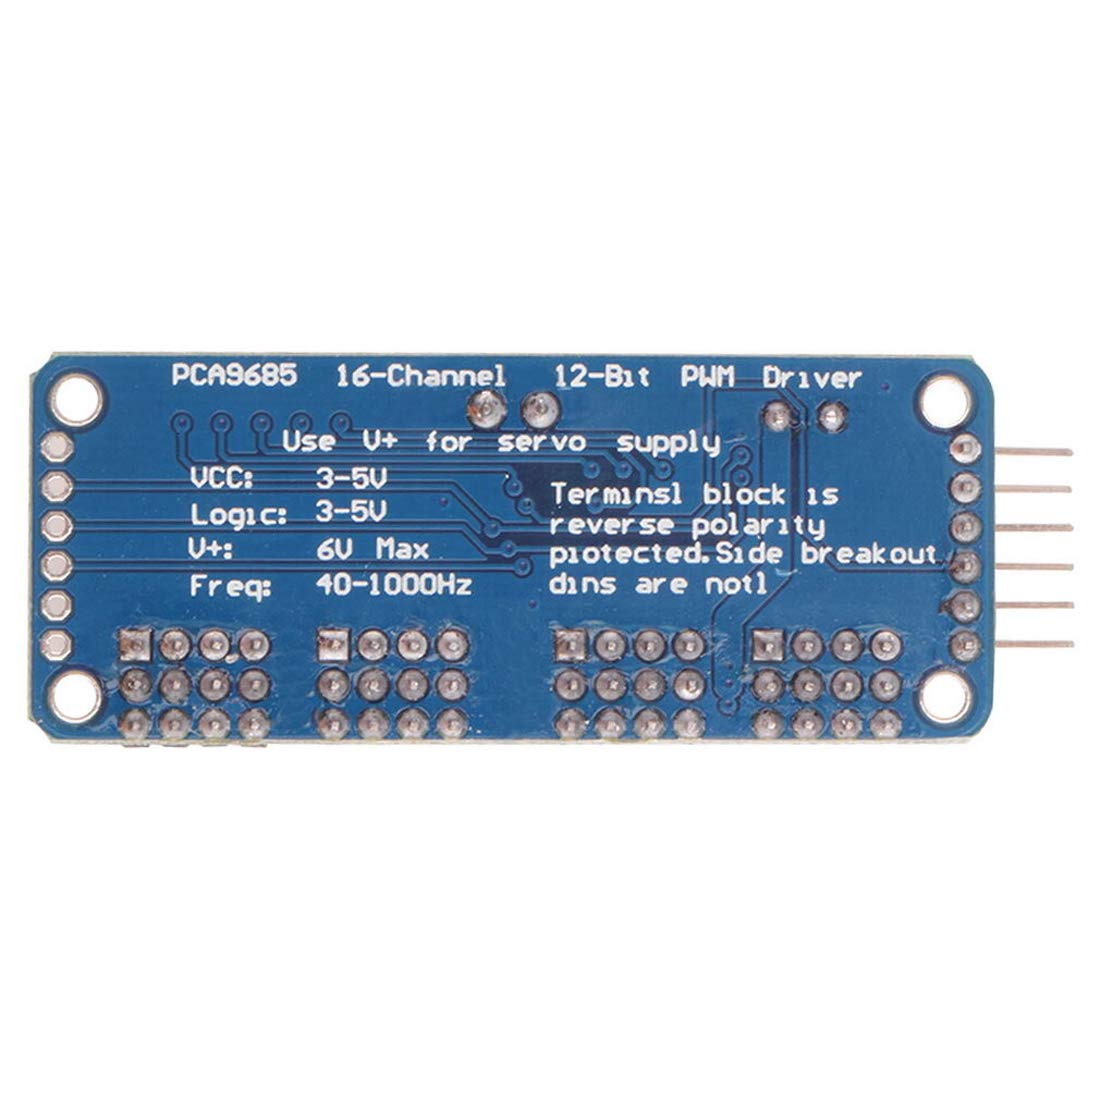 PCA9685 16-Channel 12-Bit PWM Driver
Use V+ for servo supply
VCC: 3-5V
Logic: 3-5V
V+: 6V Max
Freq: 40-1000Hz
Terminsl block is
reverse polarity
piotected.Side breakout
dins are notl